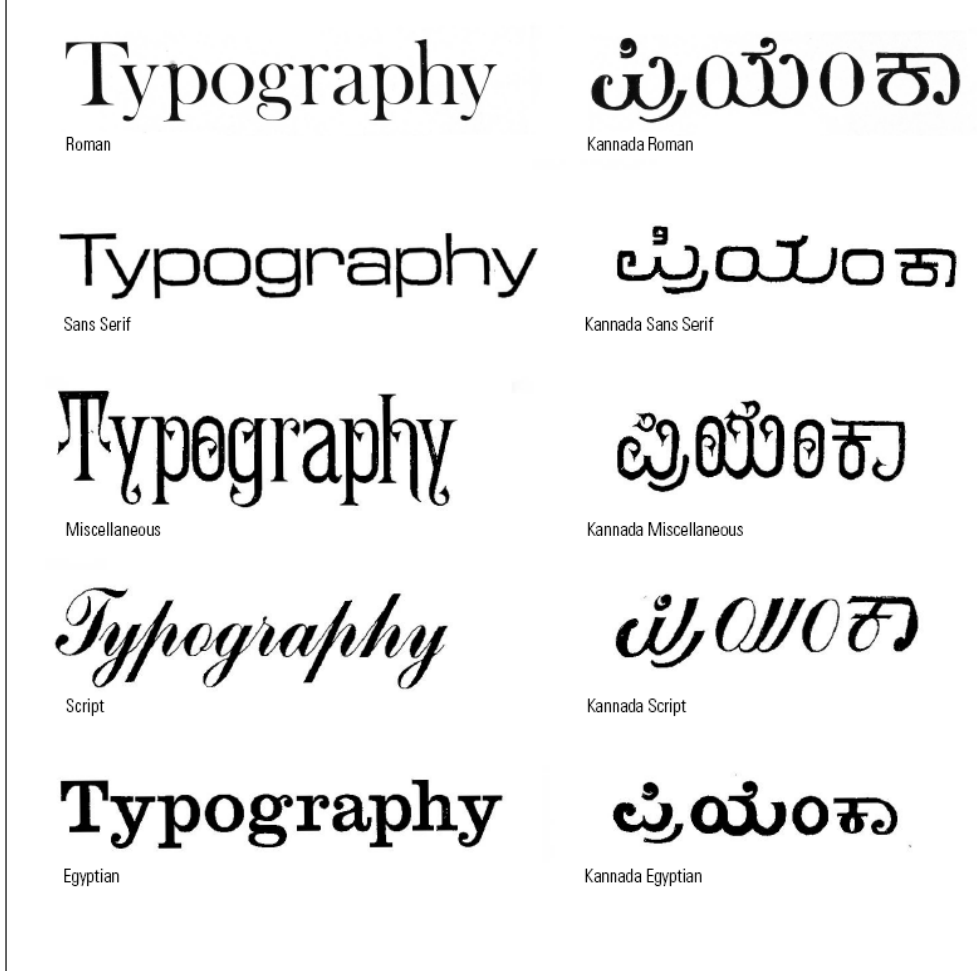 Typography ಪ್ರಿಯೆಂಕಾ
Roman Kannada Roman
Typography ಪ್ರಿಯಂಕಾ
Sans Serif Kannada Sans Serif
Typography ಪ್ರಿಯೆಂಕಾ
Miscellaneous Kannada Miscellaneous
Typography ಪ್ರಿಯಂಕಾ
Script Kannada Script
Typography ಪ್ರಿಯೆಂಕಾ
Egyptian Kannada Egyptian